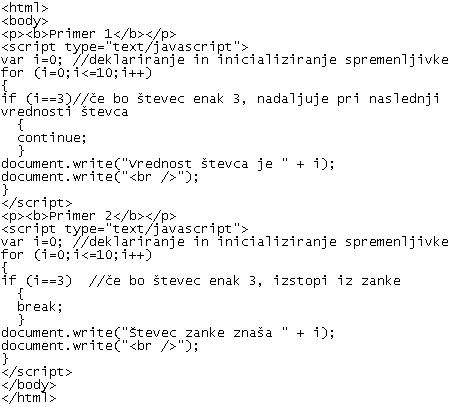 <html>
<body>
<p><b>Primer 1</b></p>
<script type="text/javascript">
var i=0; //deklariranje in inicializiranje spremenljivke
for (i=0;i<=10;i++)
{
if (i==3)//če bo števec enak 3, nadaljuje pri naslednji
vrednosti števca
  {
  continue;
  }
document.write("Vrednost števca je " + i);
document.write("<br />");
}
</script>
<p><b>Primer 2</b></p>
<script type="text/javascript">
var i=0; //deklariranje in inicializiranje spremenljivke
for (i=0;i<=10;i++)
{
if (i==3)  //če bo števec enak 3, izstopi iz zanke
  {
  break;
  }
document.write("Števec zanke znaša " + i);
document.write("<br />");
}
</script>
</body>
</html>